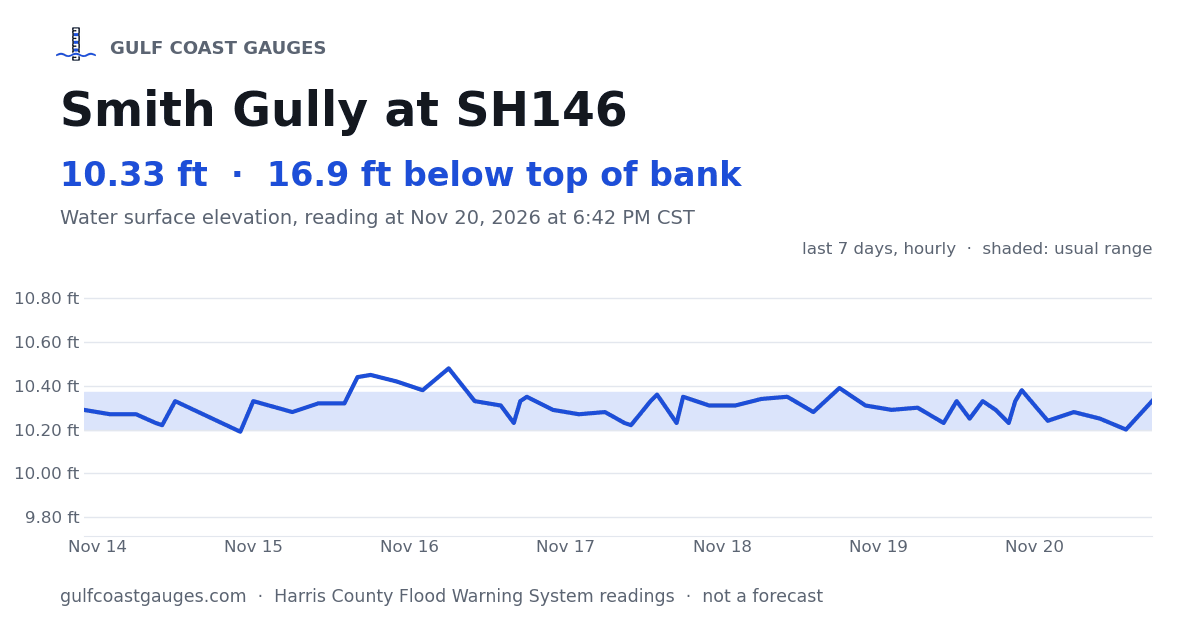 GULF COAST GAUGES
Smith Gully at SH146
10.33 ft · 16.9 ft below top of bank
Water surface elevation, reading at Nov 20, 2026 at 6:42 PM CST
last 7 days, hourly · shaded: usual range
10.80 ft
10.60 ft
10.40 ft
10.20 ft
10.00 ft
9.80 ft
Nov 14 Nov 15 Nov 16 Nov 17 Nov 18 Nov 19 Nov 20
gulfcoastgauges.com · Harris County Flood Warning System readings · not a forecast